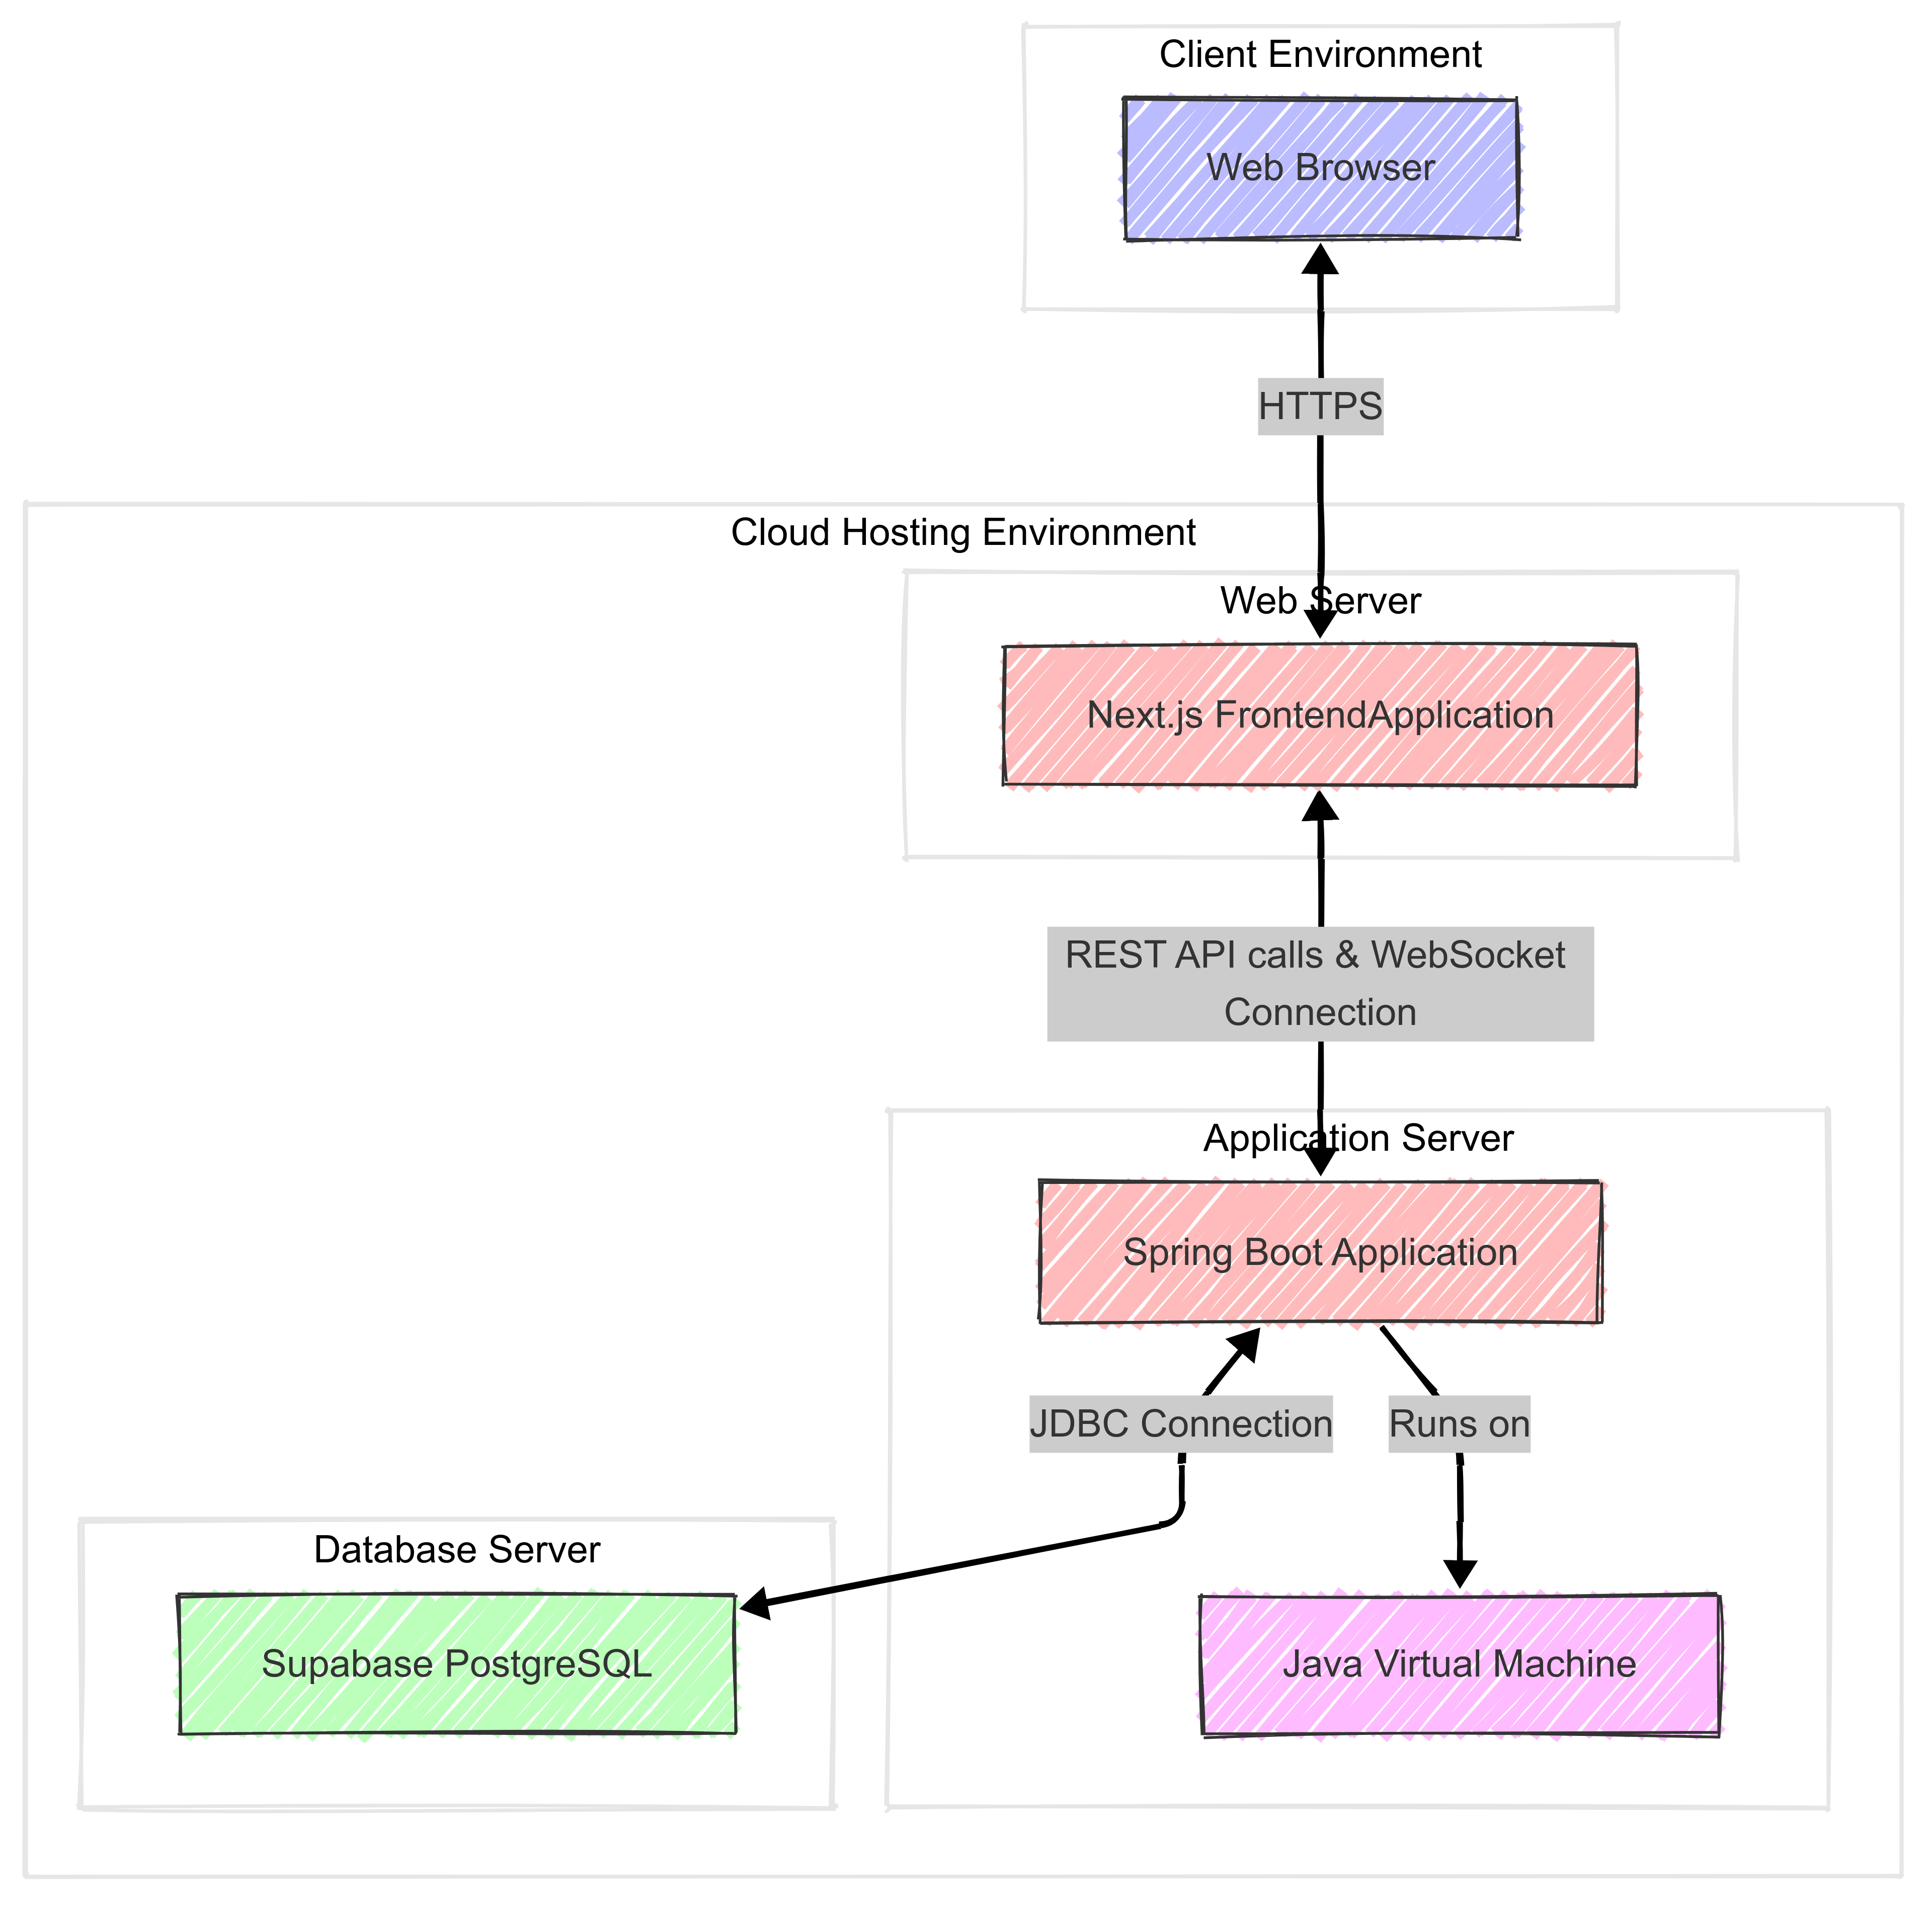 Client Environment
Web Browser
HTTPS
Cloud Hosting Environment
Web Server
Next.js FrontendApplication
REST API calls & WebSocket
Connection
Application Server
Spring Boot Application
JDBC Connection
Runs on
Database Server
Supabase PostgreSQL
Java Virtual Machine